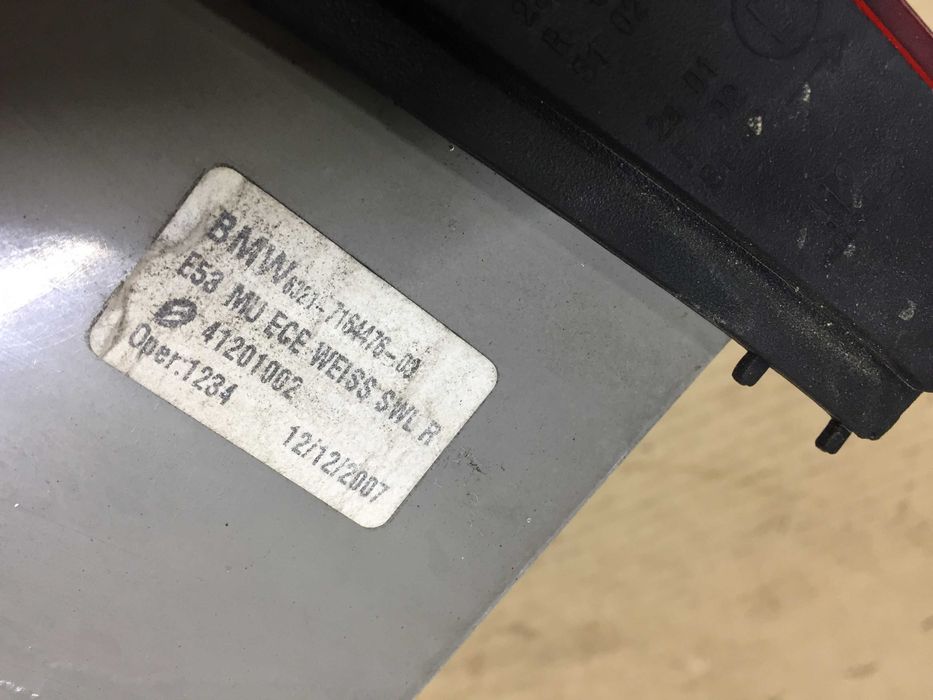 BMW 6321-7164476-03
E53 MU ECE WEISS SWL R
41201002
Oper:1234
12/12/2007